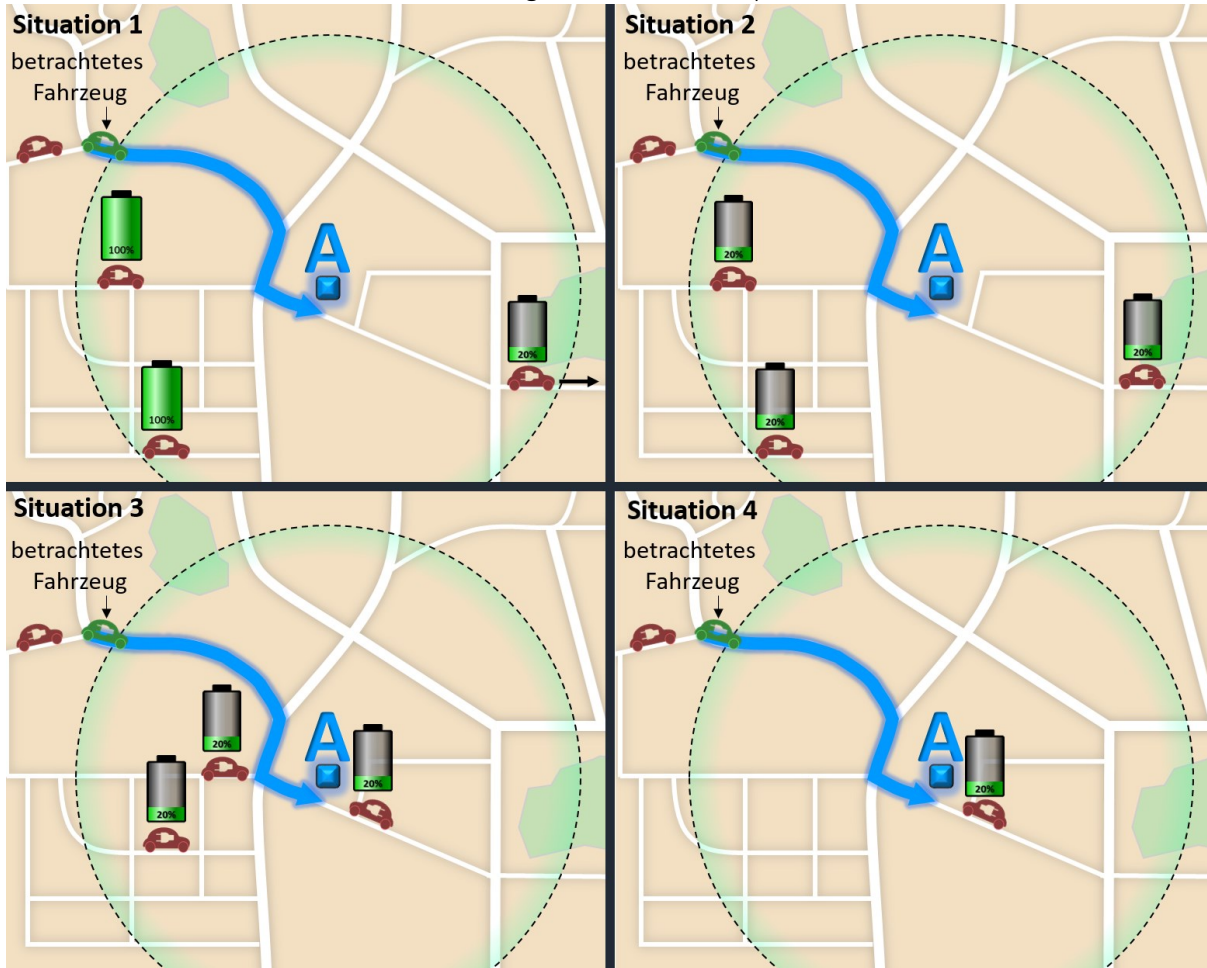 Situation 1
betrachtetes
Fahrzeug
100%
A
20%
100%
Situation 2
betrachtetes
Fahrzeug
20%
A
20%
20%
Situation 3
betrachtetes
Fahrzeug
20%
A
20%
20%
Situation 4
betrachtetes
Fahrzeug
A
20%